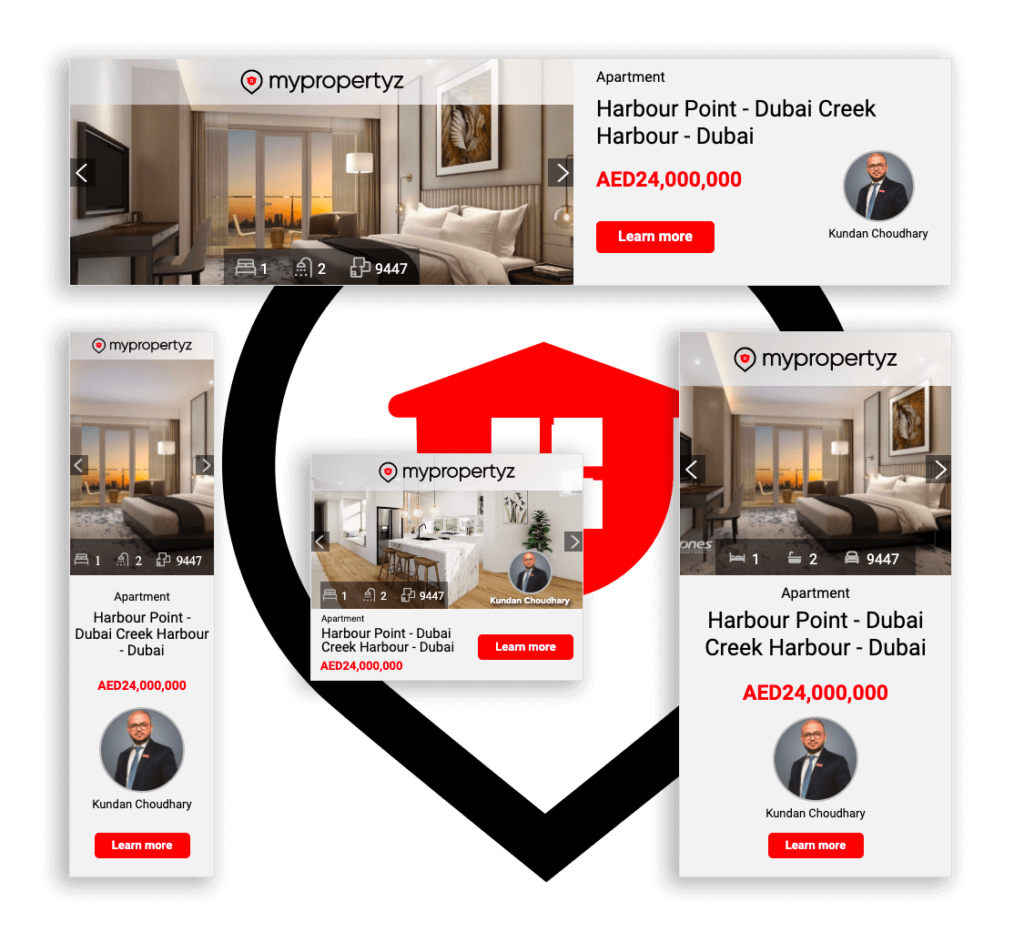 mypropertyz
Apartment
Harbour Point - Dubai Creek
Harbour - Dubai
AED24,000,000
Learn more
Kundan Choudhary
1 2 9447
mypropertyz
1 2 9447
Apartment
Harbour Point -
Dubai Creek Harbour
- Dubai
AED24,000,000
Kundan Choudhary
Learn more
mypropertyz
1 2 9447
Kundan Choudhary
Apartment
Harbour Point - Dubai
Creek Harbour - Dubai
AED24,000,000
Learn more
mypropertyz
ones
1 2 9447
Apartment
Harbour Point - Dubai
Creek Harbour - Dubai
AED24,000,000
Kundan Choudhary
Learn more